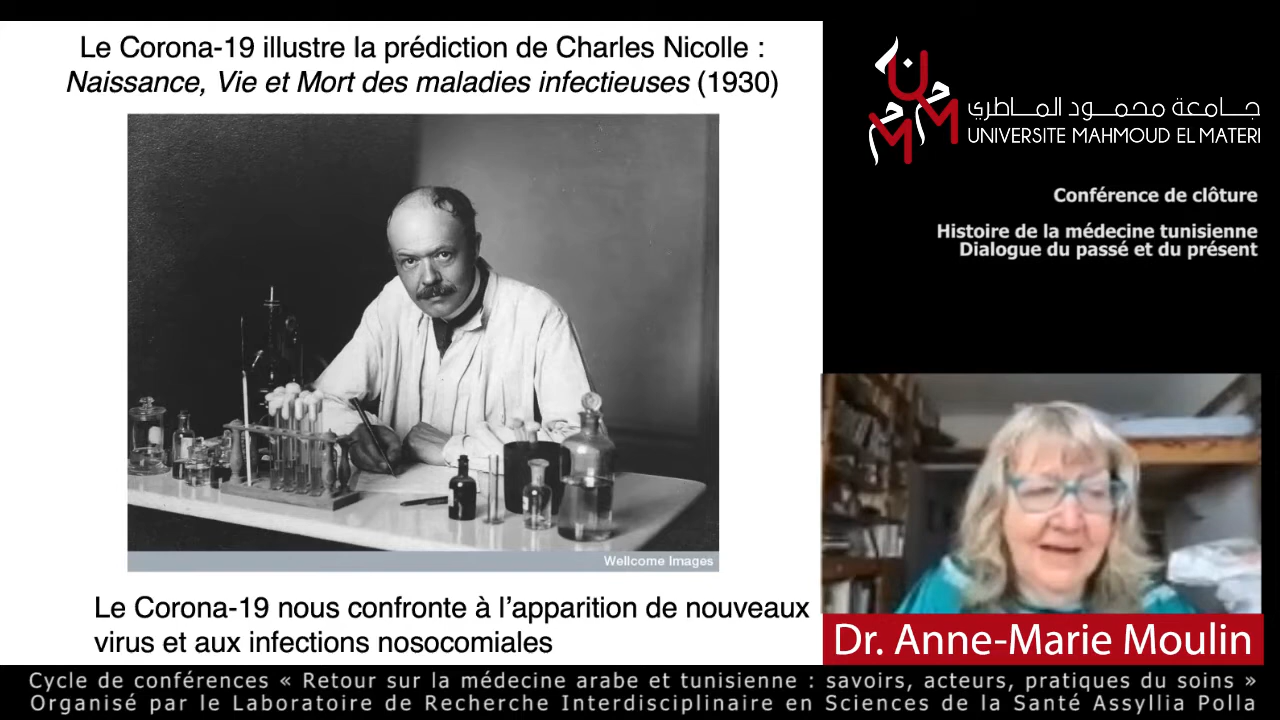 Le Corona-19 illustre la prédiction de Charles Nicolle :
Naissance, Vie et Mort des maladies infectieuses (1930)
Wellcome Images
Le Corona-19 nous confronte à l’apparition de nouveaux
virus et aux infections nosocomiales
جامعة محمود الماطري
UNIVERSITE MAHMOUD EL MATERI
Conférence de clôture
Histoire de la médecine tunisienne
Dialogue du passé et du présent
Dr. Anne-Marie Moulin
Cycle de conférences « Retour sur la médecine arabe et tunisienne : savoirs, acteurs, pratiques du soins »
Organisé par le Laboratoire de Recherche Interdisciplinaire en Sciences de la Santé Assyllia Polla